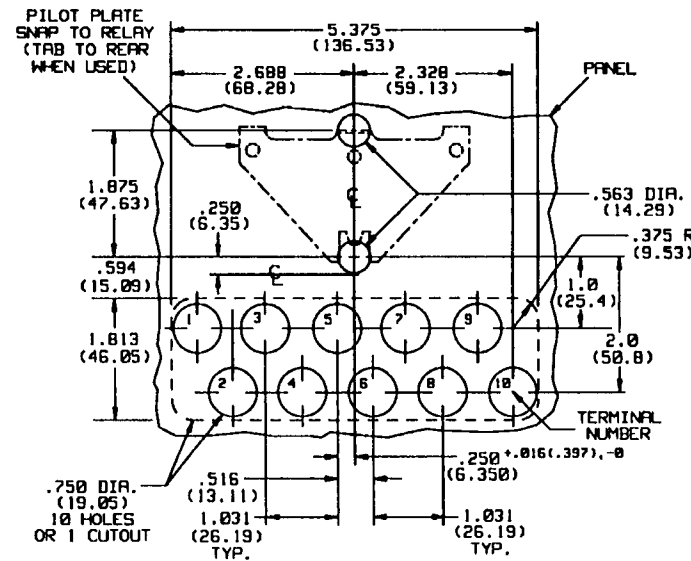 PILOT PLATE
SNAP TO RELAY
(TAB TO REAR
WHEN USED)
5.375
(136.53)
2.688
(68.28)
2.328
(59.13)
PANEL
1.875
(47.63)
.250
(6.35)
℄
.563 DIA.
(14.29)
.375 R
(9.53)
.594
(15.09)
℄
1.0
(25.4)
1.813
(46.05)
2.0
(50.8)
1 3 5 7 9
2 4 6 8 10
TERMINAL
NUMBER
.250 +.016(.397),-0
(6.350)
.516
(13.11)
.750 DIA.
(19.05)
10 HOLES
OR 1 CUTOUT
1.031
(26.19)
TYP.
1.031
(26.19)
TYP.